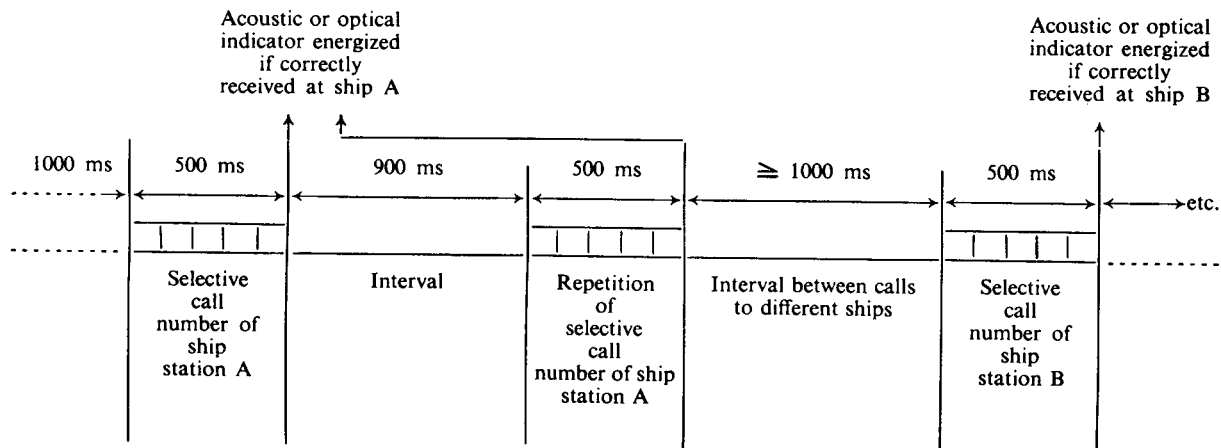 Acoustic or optical
indicator energized
if correctly
received at ship A
Acoustic or optical
indicator energized
if correctly
received at ship B
1000 ms
500 ms
900 ms
500 ms
≧ 1000 ms
500 ms
etc.
Selective
call
number of
ship
station A
Interval
Repetition
of
selective
call
number of ship
station A
Interval between calls
to different ships
Selective
call
number of
ship
station B